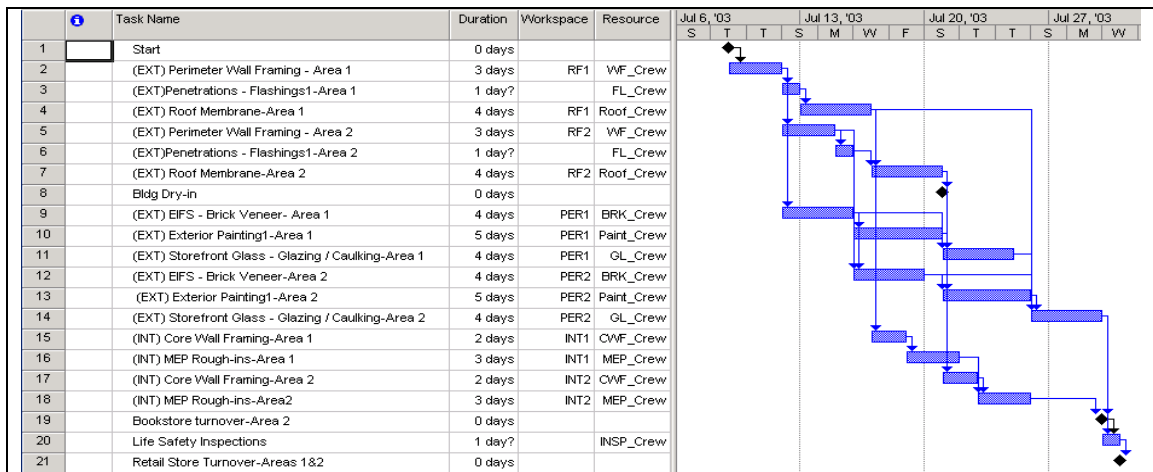 Task Name Duration Workspace Resource Jul 6, '03 Jul 13, '03 Jul 20, '03 Jul 27, '03
S T T S M W F S T T S M W
1 Start 0 days
2 (EXT) Perimeter Wall Framing - Area 1 3 days RF1 WF_Crew
3 (EXT)Penetrations - Flashings1-Area 1 1 day? FL_Crew
4 (EXT) Roof Membrane-Area 1 4 days RF1 Roof_Crew
5 (EXT) Perimeter Wall Framing - Area 2 3 days RF2 WF_Crew
6 (EXT)Penetrations - Flashings1-Area 2 1 day? FL_Crew
7 (EXT) Roof Membrane-Area 2 4 days RF2 Roof_Crew
8 Bldg Dry-in 0 days
9 (EXT) EIFS - Brick Veneer- Area 1 4 days PER1 BRK_Crew
10 (EXT) Exterior Painting1-Area 1 5 days PER1 Paint_Crew
11 (EXT) Storefront Glass - Glazing / Caulking-Area 1 4 days PER1 GL_Crew
12 (EXT) EIFS - Brick Veneer-Area 2 4 days PER2 BRK_Crew
13 (EXT) Exterior Painting1-Area 2 5 days PER2 Paint_Crew
14 (EXT) Storefront Glass - Glazing / Caulking-Area 2 4 days PER2 GL_Crew
15 (INT) Core Wall Framing-Area 1 2 days INT1 CWF_Crew
16 (INT) MEP Rough-ins-Area 1 3 days INT1 MEP_Crew
17 (INT) Core Wall Framing-Area 2 2 days INT2 CWF_Crew
18 (INT) MEP Rough-ins-Area2 3 days INT2 MEP_Crew
19 Bookstore turnover-Area 2 0 days
20 Life Safety Inspections 1 day? INSP_Crew
21 Retail Store Turnover-Areas 1&2 0 days